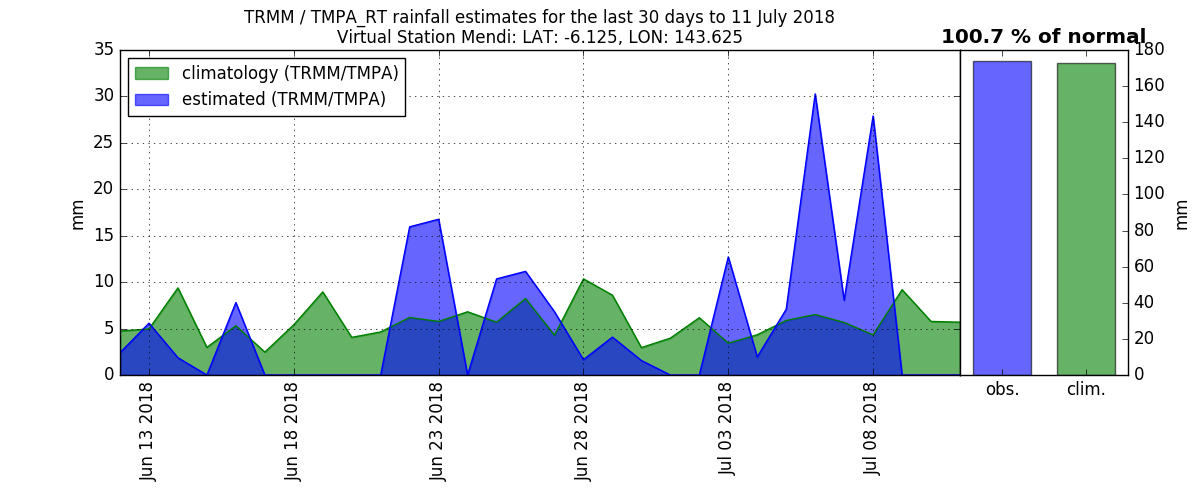 TRMM / TMPA_RT rainfall estimates for the last 30 days to 11 July 2018
Virtual Station Mendi: LAT: -6.125, LON: 143.625
100.7 % of normal
climatology (TRMM/TMPA)
estimated (TRMM/TMPA)
35
30
25
20
15
10
5
0
mm
Jun 13 2018
Jun 18 2018
Jun 23 2018
Jun 28 2018
Jul 03 2018
Jul 08 2018
180
160
140
120
100
80
60
40
20
0
mm
obs.
clim.